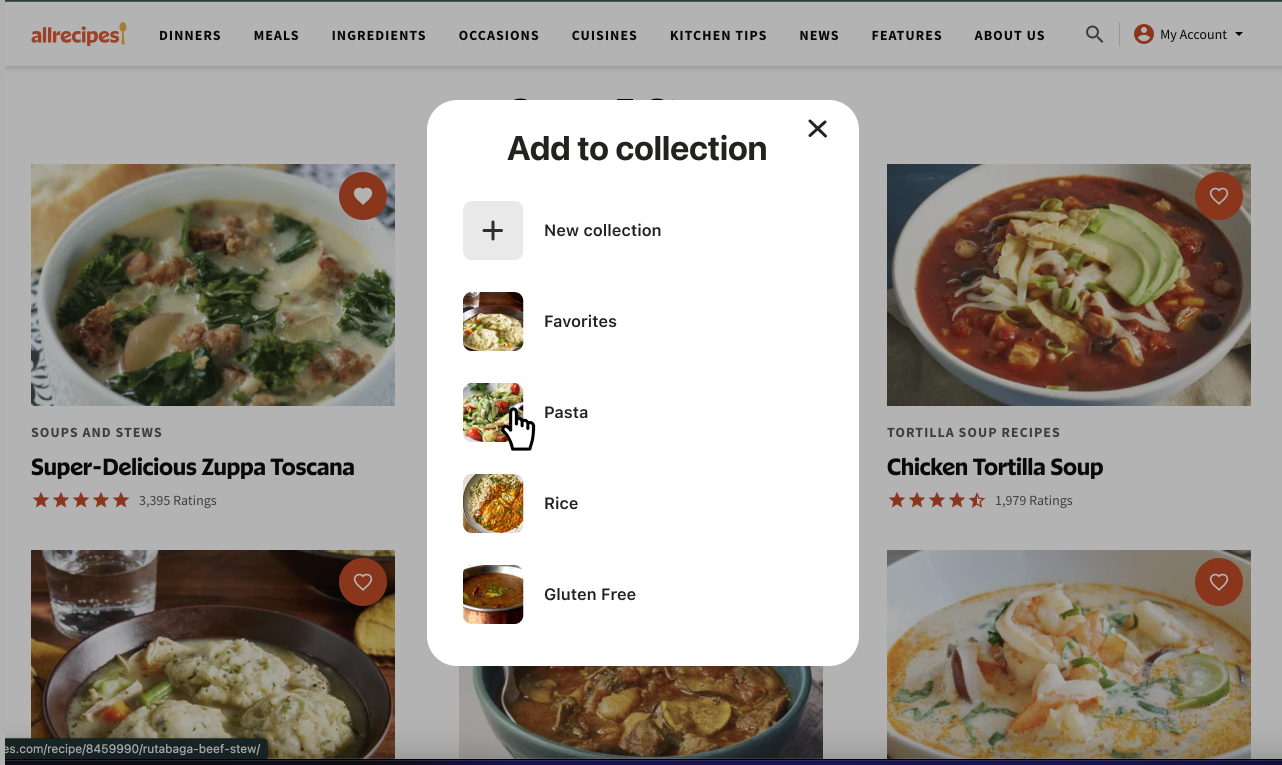 allrecipes
DINNERS MEALS INGREDIENTS OCCASIONS CUISINES KITCHEN TIPS NEWS FEATURES ABOUT US
My Account
Add to collection
New collection
Favorites
Pasta
Rice
Gluten Free
SOUPS AND STEWS
Super-Delicious Zuppa Toscana
3,395 Ratings
TORTILLA SOUP RECIPES
Chicken Tortilla Soup
1,979 Ratings
es.com/recipe/8459990/rutabaga-beef-stew/